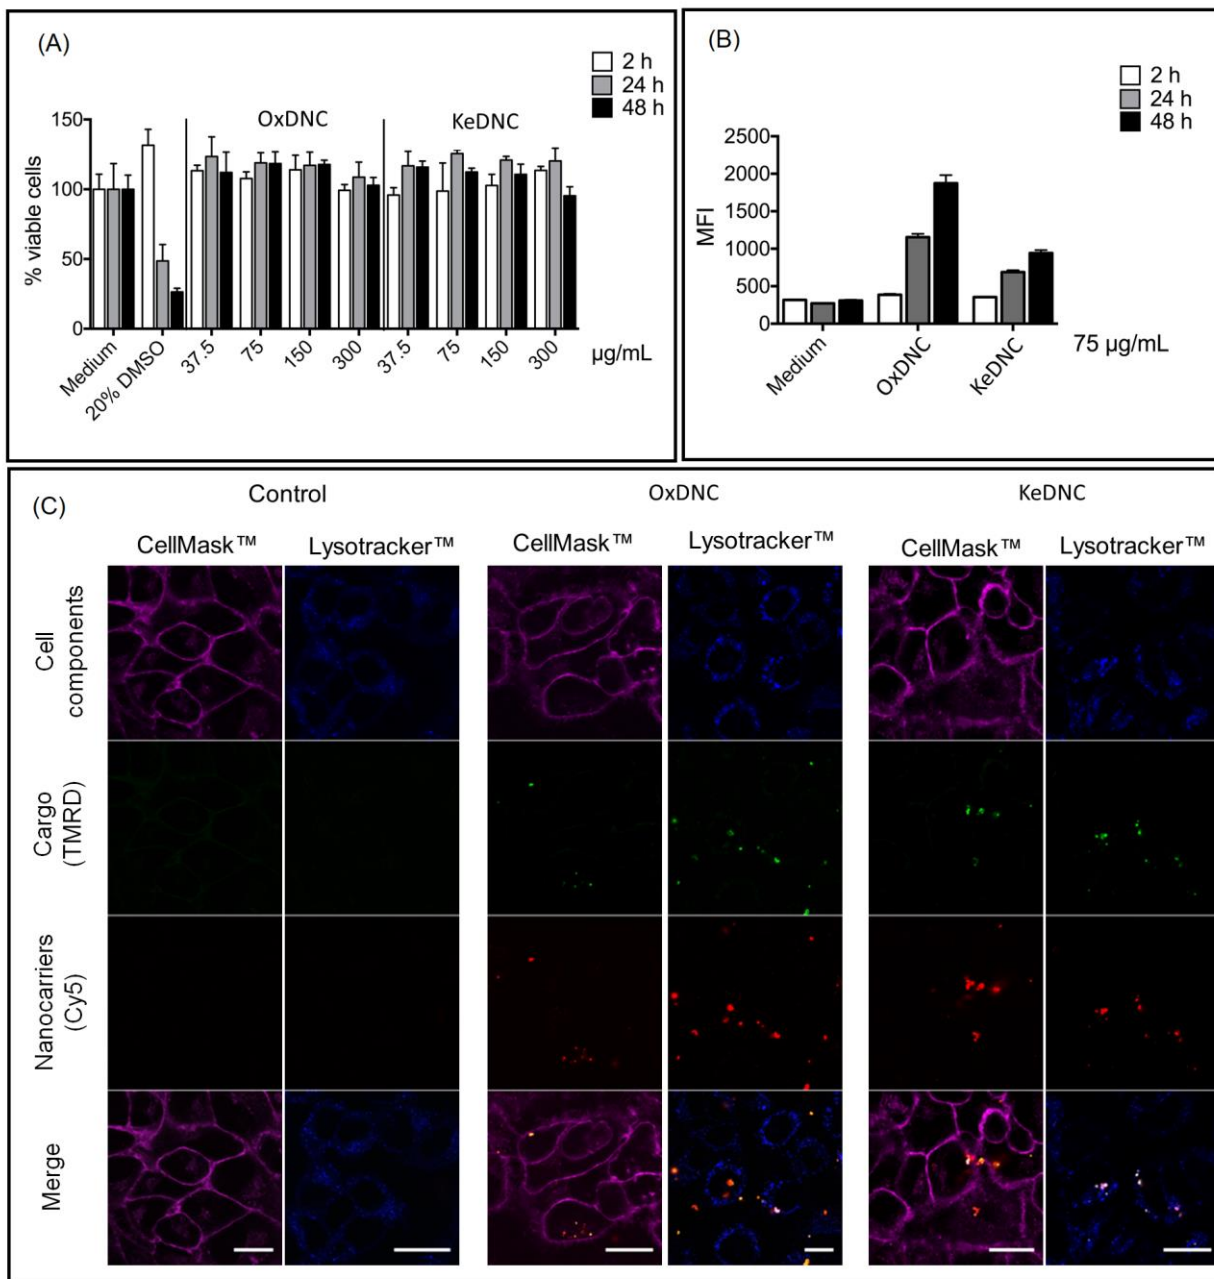 (A)
2 h
24 h
48 h
OxDNC
KeDNC
% viable cells
150
100
50
0
Medium
20% DMSO
37.5
75
150
300
37.5
75
150
300
µg/mL
(B)
2 h
24 h
48 h
MFI
2500
2000
1500
1000
500
0
Medium
OxDNC
KeDNC
75 µg/mL
(C)
Control
OxDNC
KeDNC
CellMask™
Lysotracker™
CellMask™
Lysotracker™
CellMask™
Lysotracker™
Cell
components
Cargo
(TMRD)
Nanocarriers
(Cy5)
Merge